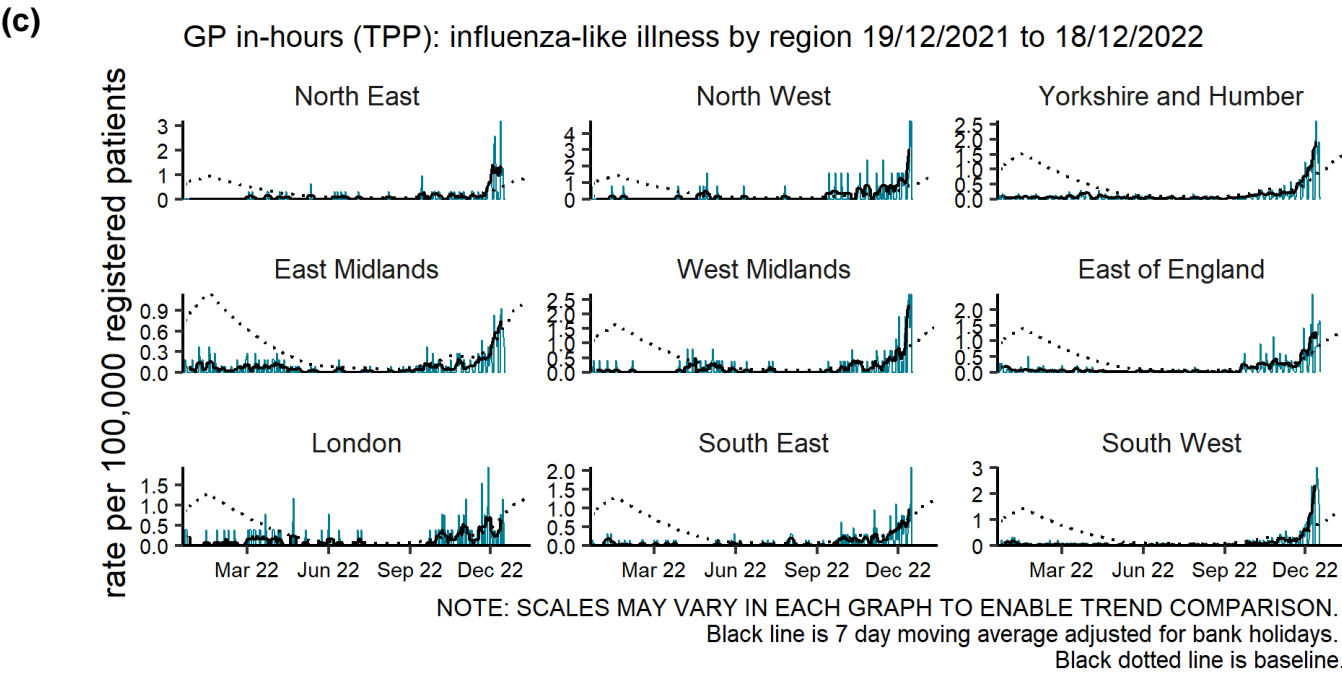 (c)
GP in-hours (TPP): influenza-like illness by region 19/12/2021 to 18/12/2022
rate per 100,000 registered patients
North East
3
2
1
0
North West
4
3
2
1
0
Yorkshire and Humber
2.5
2.0
1.5
1.0
0.5
0.0
East Midlands
0.9
0.6
0.3
0.0
West Midlands
2.5
2.0
1.5
1.0
0.5
0.0
East of England
2.0
1.5
1.0
0.5
0.0
London
1.5
1.0
0.5
0.0
Mar 22 Jun 22 Sep 22 Dec 22
South East
2.0
1.5
1.0
0.5
0.0
Mar 22 Jun 22 Sep 22 Dec 22
South West
3
2
1
0
Mar 22 Jun 22 Sep 22 Dec 22
NOTE: SCALES MAY VARY IN EACH GRAPH TO ENABLE TREND COMPARISON.
Black line is 7 day moving average adjusted for bank holidays.
Black dotted line is baseline.